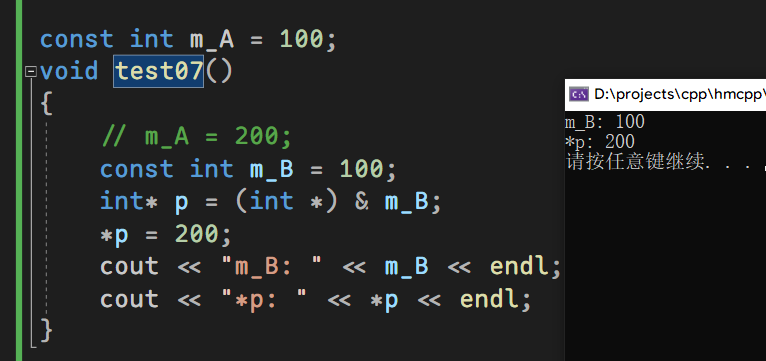 const int m_A = 100;
void test07()
{
// m_A = 200;
const int m_B = 100;
int* p = (int *) & m_B;
*p = 200;
cout << "m_B: " << m_B << endl;
cout << "*p: " << *p << endl;
}
D:\projects\cpp\hmcpp\
m_B: 100
*p: 200
请按任意键继续. . .